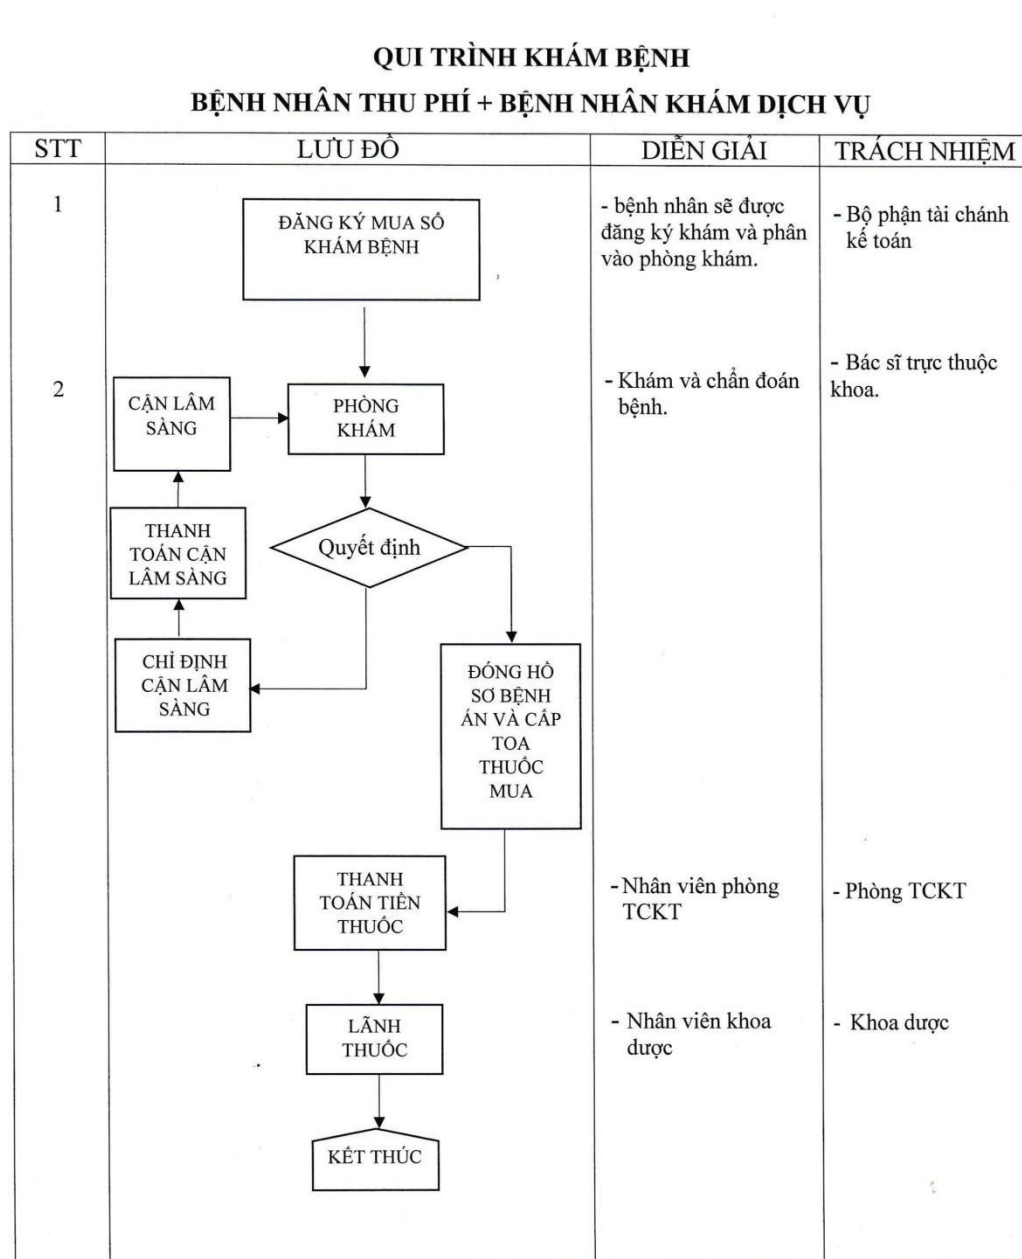 QUI TRÌNH KHÁM BỆNH
BỆNH NHÂN THU PHÍ + BỆNH NHÂN KHÁM DỊCH VỤ
STT
LƯU ĐỒ
DIỄN GIẢI
TRÁCH NHIỆM
1
ĐĂNG KÝ MUA SỔ
KHÁM BỆNH
- bệnh nhân sẽ được
đăng ký khám và phân
vào phòng khám.
- Bộ phận tài chánh
kế toán
2
CẬN LÂM
SÀNG
PHÒNG
KHÁM
- Khám và chẩn đoán
bệnh.
- Bác sĩ trực thuộc
khoa.
THANH
TOÁN CẬN
LÂM SÀNG
Quyết định
CHỈ ĐỊNH
CẬN LÂM
SÀNG
ĐÓNG HỒ
SƠ BỆNH
ÁN VÀ CẤP
TOA
THUỐC
MUA
THANH
TOÁN TIỀN
THUỐC
- Nhân viên phòng
TCKT
- Phòng TCKT
LÃNH
THUỐC
- Nhân viên khoa
dược
- Khoa dược
KẾT THÚC